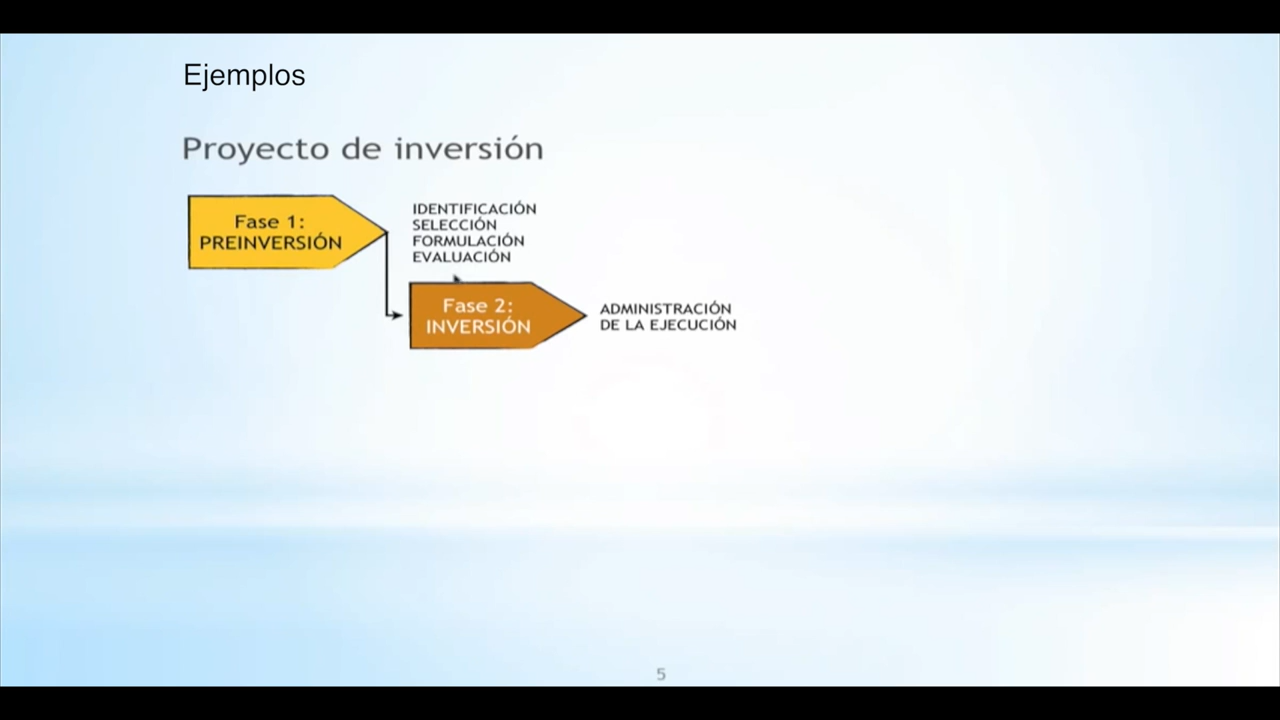 Ejemplos
Proyecto de inversión
Fase 1:
PREINVERSIÓN
IDENTIFICACIÓN
SELECCIÓN
FORMULACIÓN
EVALUACIÓN
Fase 2:
INVERSIÓN
ADMINISTRACIÓN
DE LA EJECUCIÓN
5